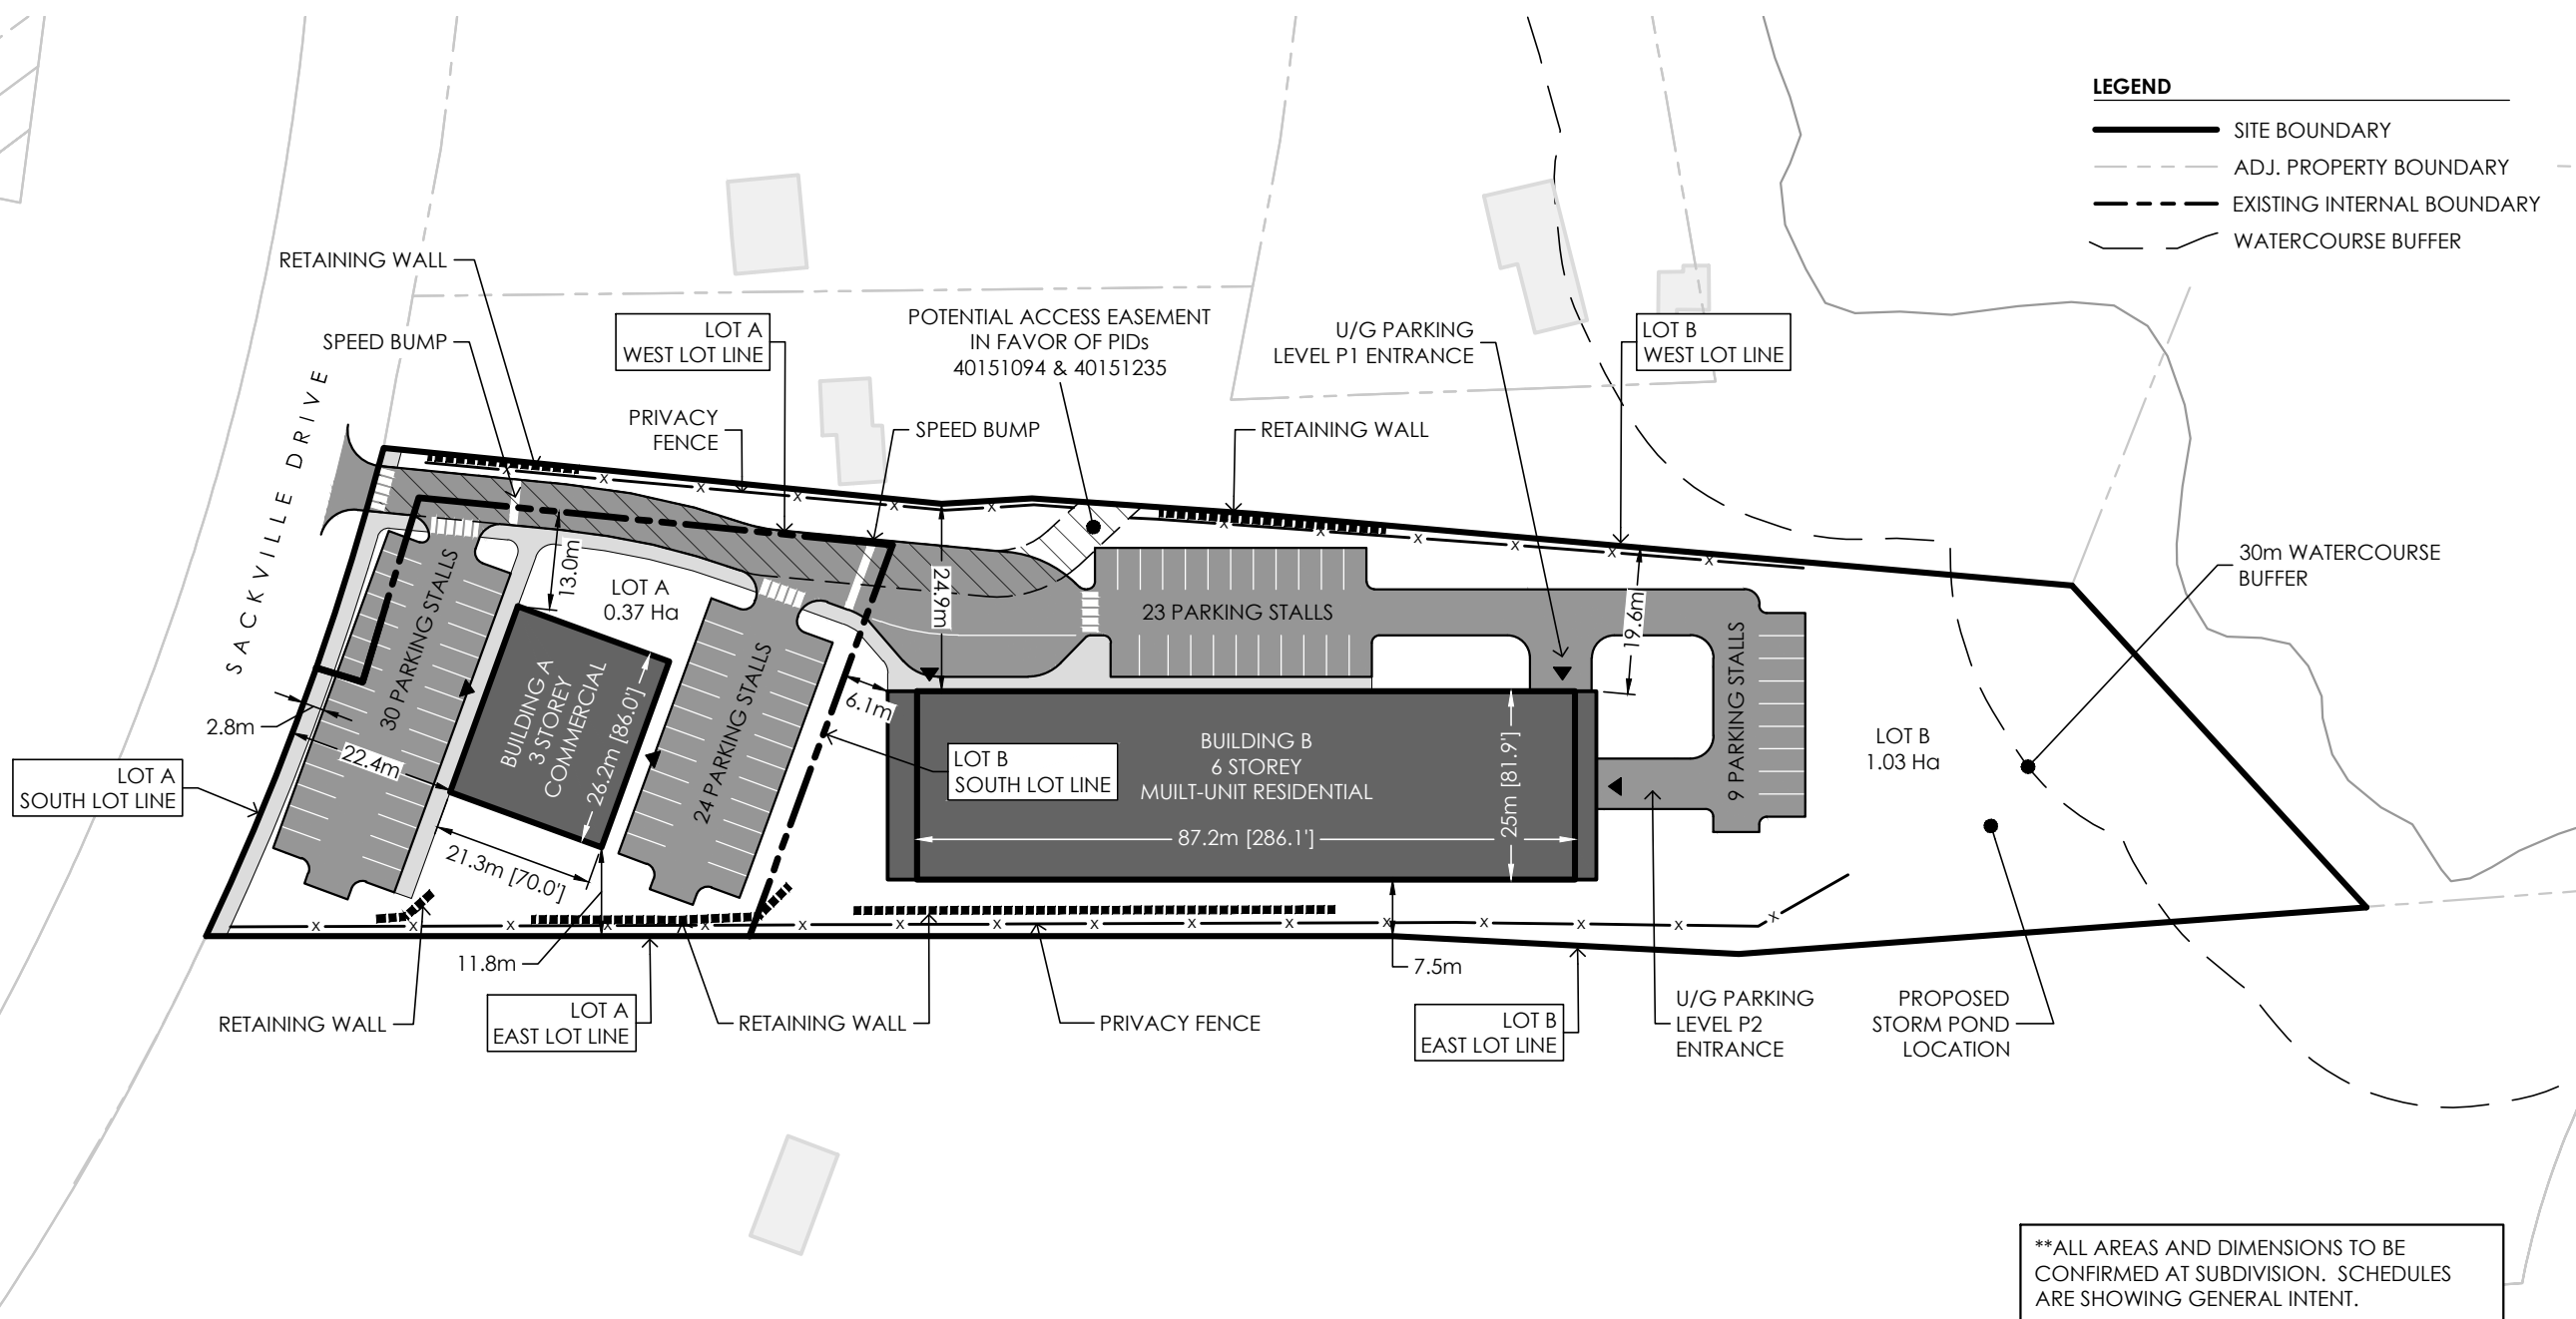 LEGEND
SITE BOUNDARY
ADJ. PROPERTY BOUNDARY
EXISTING INTERNAL BOUNDARY
WATERCOURSE BUFFER
RETAINING WALL
SPEED BUMP
LOT A
WEST LOT LINE
PRIVACY
FENCE
POTENTIAL ACCESS EASEMENT
IN FAVOR OF PIDs
40151094 & 40151235
SPEED BUMP
U/G PARKING
LEVEL P1 ENTRANCE
RETAINING WALL
LOT B
WEST LOT LINE
30m WATERCOURSE
BUFFER
SACKVILLE DRIVE
30 PARKING STALLS
13.0m
LOT A
0.37 Ha
24.9m
23 PARKING STALLS
19.6m
9 PARKING STALLS
2.8m
22.4m
BUILDING A
3 STOREY
COMMERCIAL
26.2m [86.0']
24 PARKING STALLS
6.1m
LOT A
SOUTH LOT LINE
LOT B
SOUTH LOT LINE
BUILDING B
6 STOREY
MUILT-UNIT RESIDENTIAL
25m [81.9']
87.2m [286.1']
LOT B
1.03 Ha
21.3m [70.0']
11.8m
7.5m
RETAINING WALL
LOT A
EAST LOT LINE
RETAINING WALL
PRIVACY FENCE
LOT B
EAST LOT LINE
U/G PARKING
LEVEL P2
ENTRANCE
PROPOSED
STORM POND
LOCATION
**ALL AREAS AND DIMENSIONS TO BE
CONFIRMED AT SUBDIVISION. SCHEDULES
ARE SHOWING GENERAL INTENT.